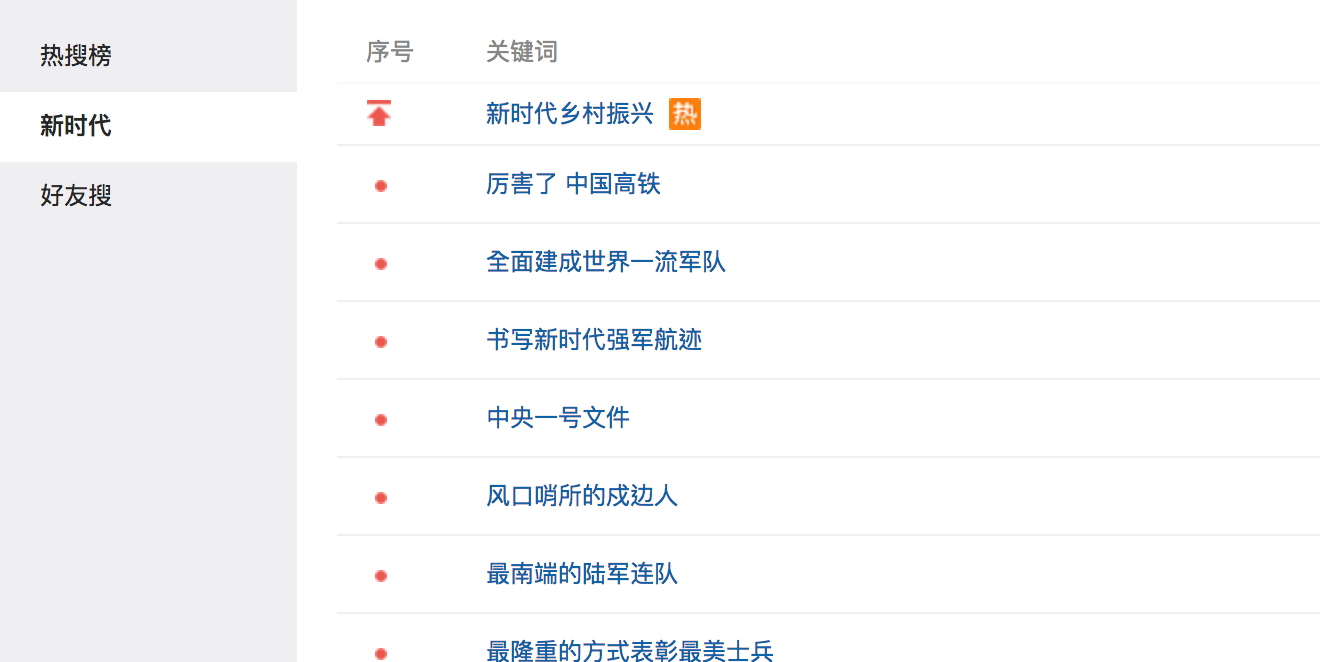 热搜榜
新时代
好友搜
序号 关键词
新时代乡村振兴 热
厉害了 中国高铁
全面建成世界一流军队
书写新时代强军航迹
中央一号文件
风口哨所的戍边人
最南端的陆军连队
最隆重的方式表彰最美士兵